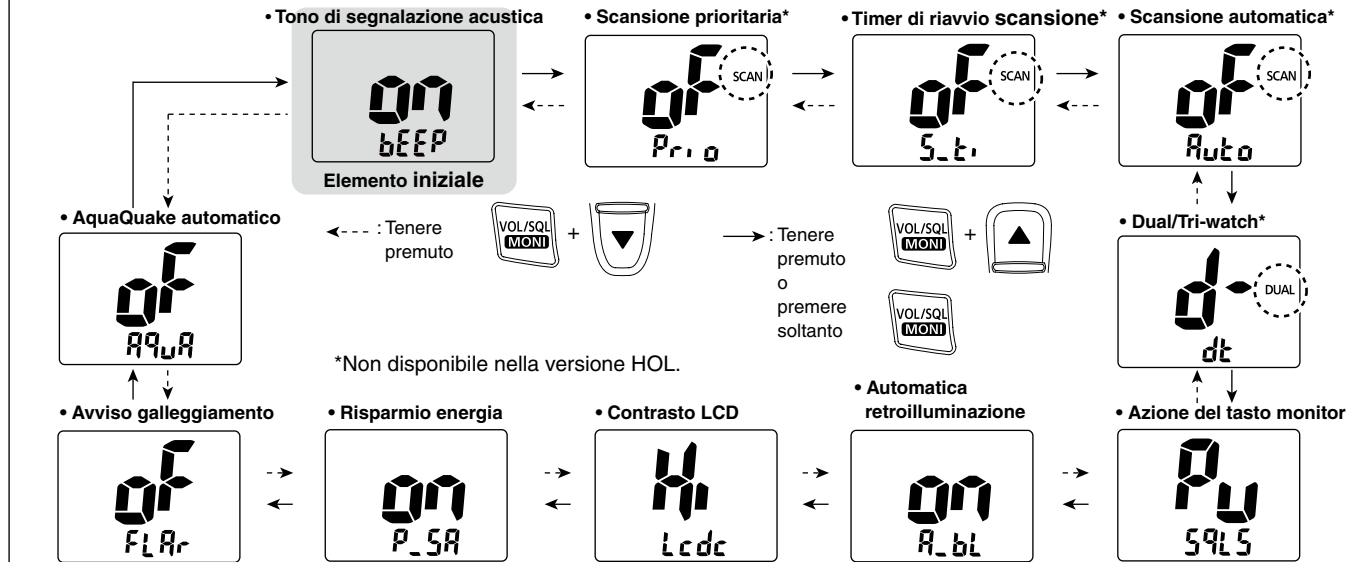 • Tono di segnalazione acustica
on
bEEP
Elemento iniziale
• Scansione prioritaria*
oF SCAN
Prio
• Timer di riavvio scansione*
oF SCAN
S_ti
• Scansione automatica*
oF SCAN
Auto
• AquaQuake automatico
oF
AquA
: Tenere
premuto
VOL/SQL
MONI
+
▼
: Tenere
premuto
o
premere
soltanto
VOL/SQL
MONI
+
▲
VOL/SQL
MONI
• Dual/Tri-watch*
d- DUAL
dt
*Non disponibile nella versione HOL.
• Avviso galleggiamento
oF
FLAr
• Risparmio energia
on
P_SA
• Contrasto LCD
Hi
Lcdc
• Automatica
retroilluminazione
on
A_bL
• Azione del tasto monitor
Pu
SqLS